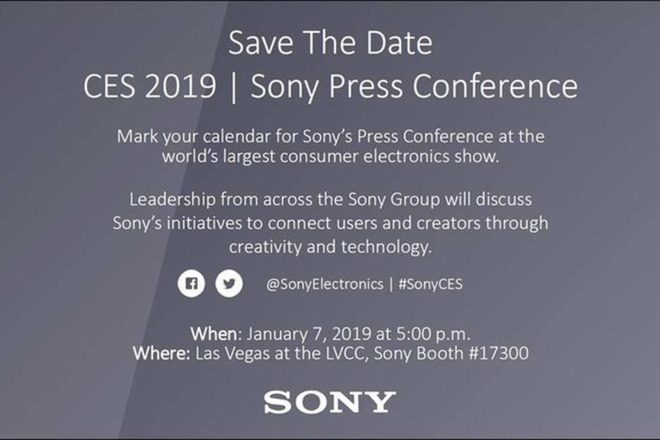 Save The Date
CES 2019 | Sony Press Conference
Mark your calendar for Sony's Press Conference at the
world's largest consumer electronics show.
Leadership from across the Sony Group will discuss
Sony's initiatives to connect users and creators through
creativity and technology.
@SonyElectronics | #SonyCES
When: January 7, 2019 at 5:00 p.m.
Where: Las Vegas at the LVCC, Sony Booth #17300
SONY